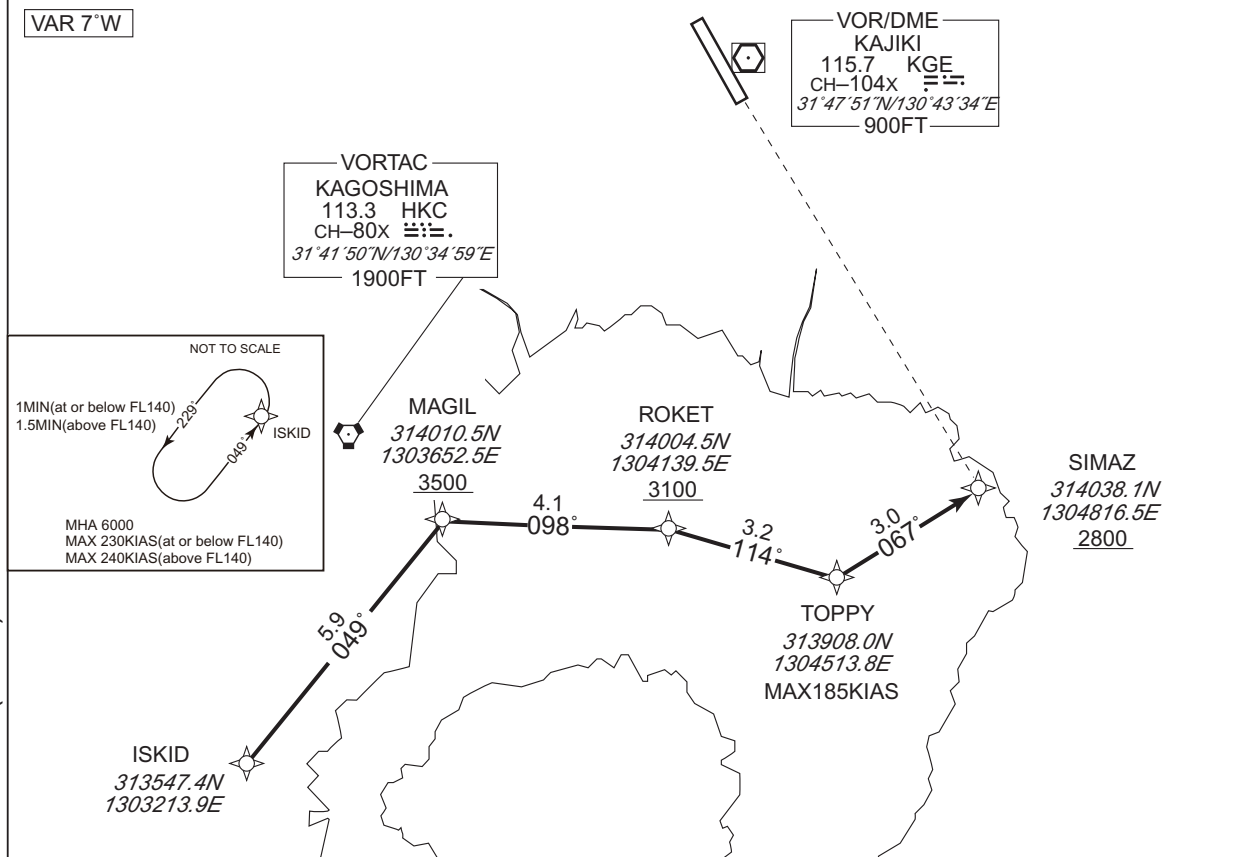 VAR 7°W
VOR/DME
KAJIKI
115.7 KGE
CH–104X
31°47´51˝N/130°43´34˝E
900FT
VORTAC
KAGOSHIMA
113.3 HKC
CH–80X
31°41´50˝N/130°34´59˝E
1900FT
NOT TO SCALE
1MIN(at or below FL140)
1.5MIN(above FL140)
229°
049°
ISKID
MHA 6000
MAX 230KIAS(at or below FL140)
MAX 240KIAS(above FL140)
MAGIL
314010.5N
1303652.5E
3500
4.1
098°
ROKET
314004.5N
1304139.5E
3100
3.2
114°
3.0
067°
SIMAZ
314038.1N
1304816.5E
2800
TOPPY
313908.0N
1304513.8E
MAX185KIAS
5.9
049°
ISKID
313547.4N
1303213.9E